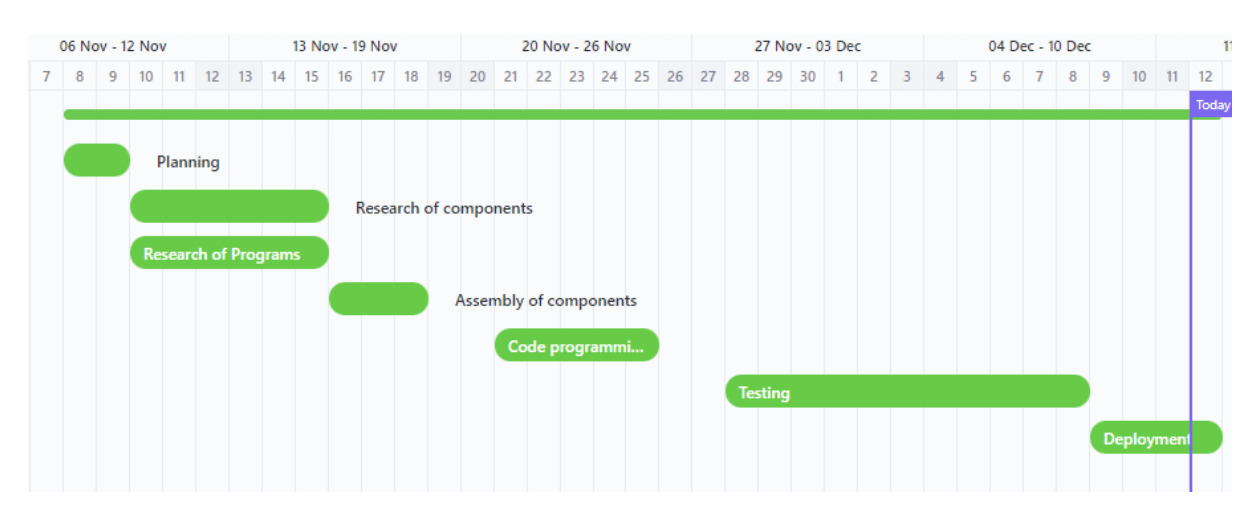 06 Nov - 12 Nov 13 Nov - 19 Nov 20 Nov - 26 Nov 27 Nov - 03 Dec 04 Dec - 10 Dec 11
7 8 9 10 11 12 13 14 15 16 17 18 19 20 21 22 23 24 25 26 27 28 29 30 1 2 3 4 5 6 7 8 9 10 11 12
Today
Planning
Research of components
Research of Programs
Assembly of components
Code programmi...
Testing
Deployment